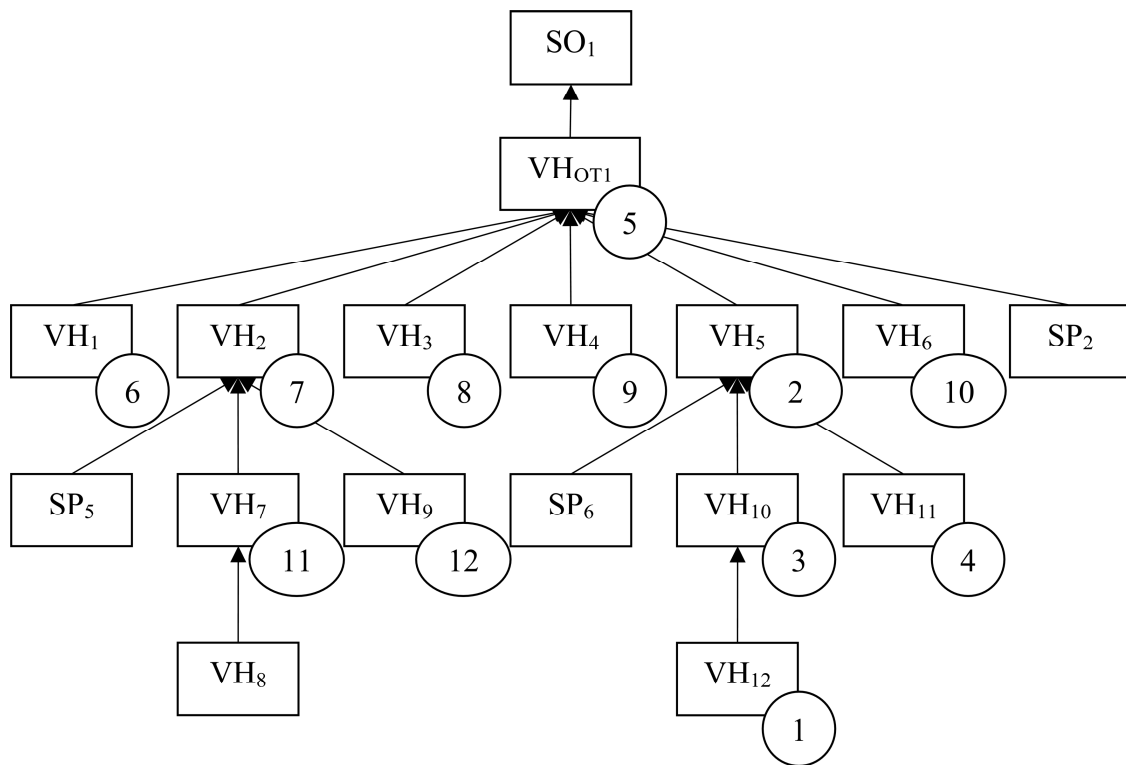 SO₁
VH_OT1
5
VH₁ VH₂ VH₃ VH₄ VH₅ VH₆ SP₂
6 7 8 9 2 10
SP₅ VH₇ VH₉ SP₆ VH₁₀ VH₁₁
11 12 3 4
VH₈ VH₁₂
1